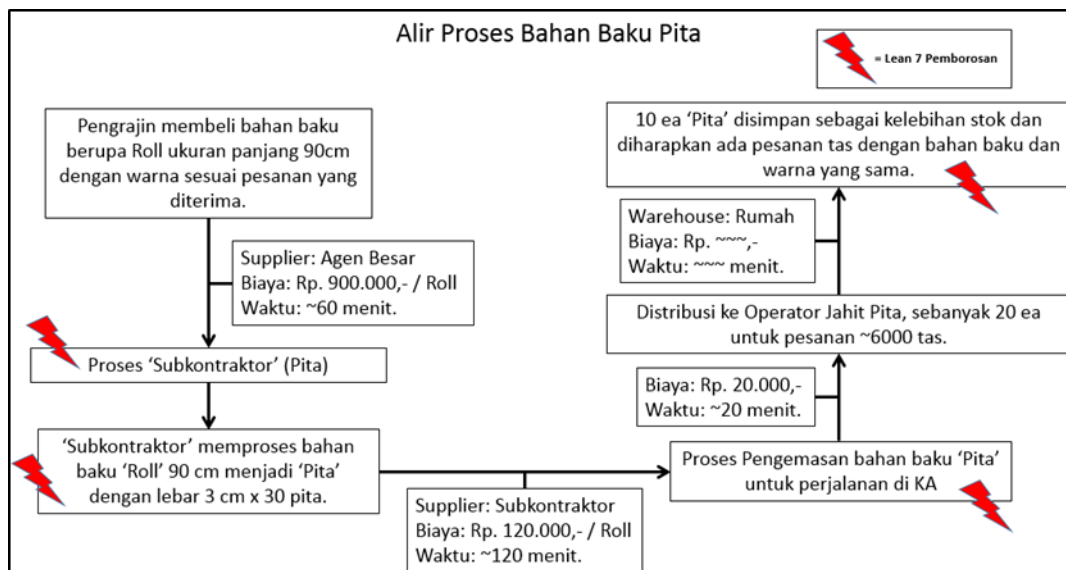 Alir Proses Bahan Baku Pita
= Lean 7 Pemborosan
Pengrajin membeli bahan baku
berupa Roll ukuran panjang 90cm
dengan warna sesuai pesanan yang
diterima.
Supplier: Agen Besar
Biaya: Rp. 900.000,- / Roll
Waktu: ~60 menit.
Proses ‘Subkontraktor’ (Pita)
‘Subkontraktor’ memproses bahan
baku ‘Roll’ 90 cm menjadi ‘Pita’
dengan lebar 3 cm x 30 pita.
Supplier: Subkontraktor
Biaya: Rp. 120.000,- / Roll
Waktu: ~120 menit.
Proses Pengemasan bahan baku ‘Pita’
untuk perjalanan di KA
Biaya: Rp. 20.000,-
Waktu: ~20 menit.
Distribusi ke Operator Jahit Pita, sebanyak 20 ea
untuk pesanan ~6000 tas.
Warehouse: Rumah
Biaya: Rp. ~~~,-
Waktu: ~~~ menit.
10 ea ‘Pita’ disimpan sebagai kelebihan stok dan
diharapkan ada pesanan tas dengan bahan baku dan
warna yang sama.